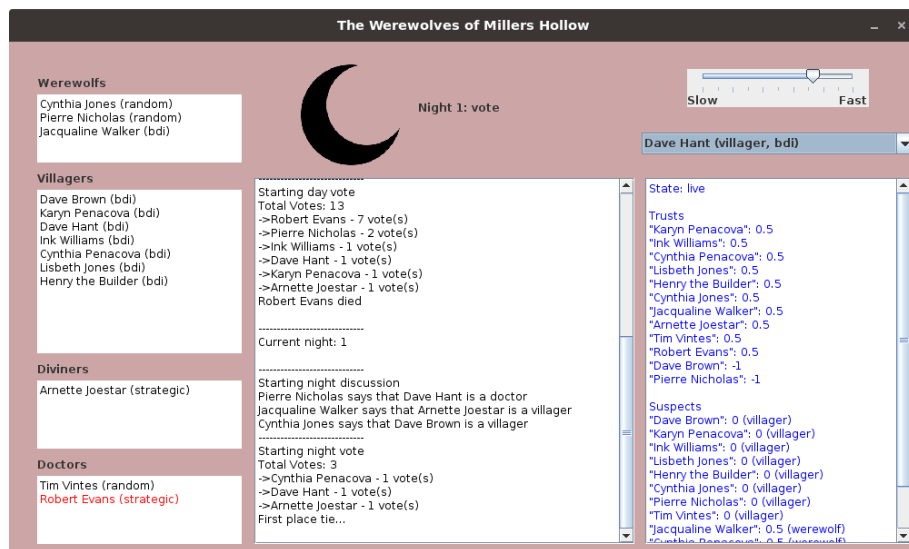 The Werewolves of Millers Hollow
Werewolfs
Cynthia Jones (random)
Pierre Nicholas (random)
Jacqualine Walker (bdi)
Villagers
Dave Brown (bdi)
Karyn Penacova (bdi)
Dave Hant (bdi)
Ink Williams (bdi)
Cynthia Penacova (bdi)
Lisbeth Jones (bdi)
Henry the Builder (bdi)
Diviners
Arnette Joestar (strategic)
Doctors
Tim Vintes (random)
Robert Evans (strategic)
Night 1: vote
-----------------------------
Starting day vote
Total Votes: 13
->Robert Evans - 7 vote(s)
->Pierre Nicholas - 2 vote(s)
->Ink Williams - 1 vote(s)
->Dave Hant - 1 vote(s)
->Karyn Penacova - 1 vote(s)
->Arnette Joestar - 1 vote(s)
Robert Evans died
-----------------------------
Current night: 1
-----------------------------
Starting night discussion
Pierre Nicholas says that Dave Hant is a doctor
Jacqualine Walker says that Arnette Joestar is a villager
Cynthia Jones says that Dave Brown is a villager
-----------------------------
Starting night vote
Total Votes: 3
->Cynthia Penacova - 1 vote(s)
->Dave Hant - 1 vote(s)
->Arnette Joestar - 1 vote(s)
First place tie...
Slow Fast
Dave Hant (villager, bdi)
State: live
Trusts
"Karyn Penacova": 0.5
"Ink Williams": 0.5
"Cynthia Penacova": 0.5
"Lisbeth Jones": 0.5
"Henry the Builder": 0.5
"Cynthia Jones": 0.5
"Jacqualine Walker": 0.5
"Arnette Joestar": 0.5
"Tim Vintes": 0.5
"Robert Evans": 0.5
"Dave Brown": -1
"Pierre Nicholas": -1
Suspects
"Dave Brown": 0 (villager)
"Karyn Penacova": 0 (villager)
"Ink Williams": 0 (villager)
"Lisbeth Jones": 0 (villager)
"Henry the Builder": 0 (villager)
"Cynthia Jones": 0 (villager)
"Pierre Nicholas": 0 (villager)
"Tim Vintes": 0 (villager)
"Jacqualine Walker": 0.5 (werewolf)
"Cynthia Penacova": 0.5 (werewolf)